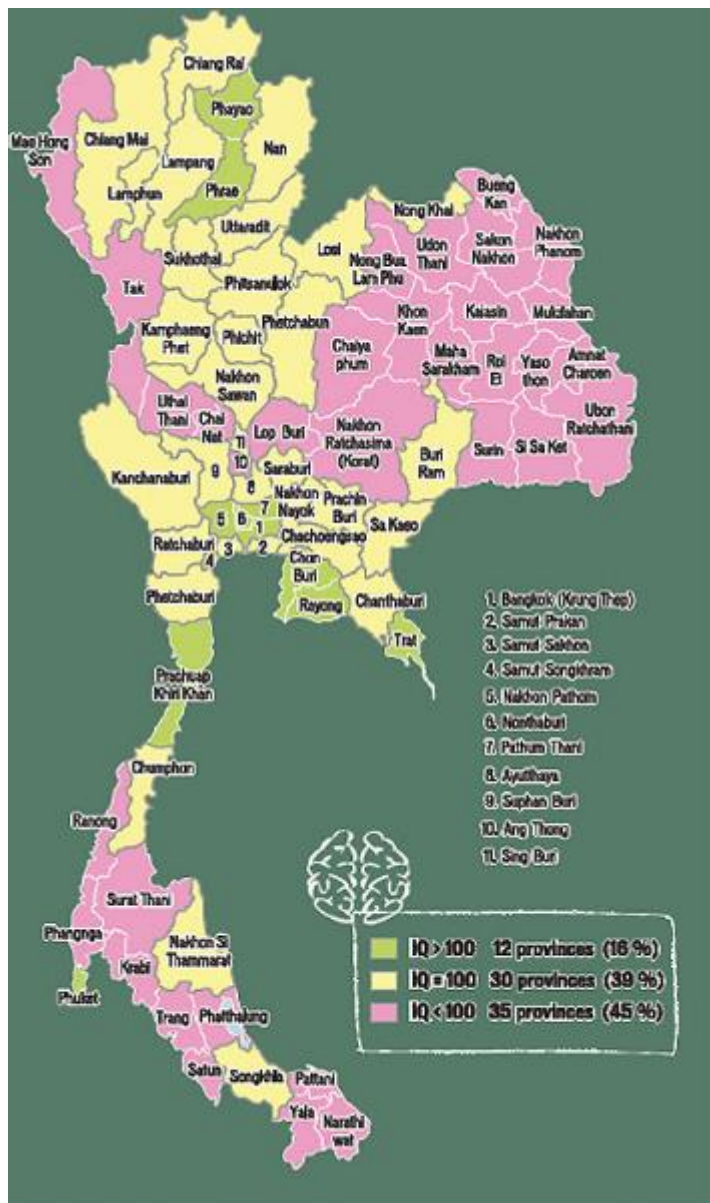 Chiang Rai
Phayao
Mae Hong
Son
Chiang Mai
Lampang
Nan
Lamphun
Phrae
Uttaradit
Loei
Nong Khai
Bueng
Kan
Nakhon
Phanom
Udon
Thani
Sakon
Nakhon
Nong Bua
Lam Phu
Sukhothai
Tak
Phitsanulok
Phetchabun
Kamphaeng
Phet
Phichit
Khon
Kaen
Kalasin
Mukdahan
Chaiya
phum
Maha
Sarakham
Roi
Et
Yaso
thon
Amnat
Charoen
Nakhon
Sawan
Uthai
Thani
Chai
Nat
Lop Buri
Nakhon
Ratchasima
(Korat)
Buri
Ram
Surin
Si Sa Ket
Ubon
Ratchathani
11
10
9
8
Saraburi
Kanchanaburi
Nakhon
Nayok
Prachin
Buri
Sa Kaeo
7
5
6
1
Chachoengsao
Ratchaburi
4
3
2
Chon
Buri
Rayong
Chanthaburi
Trat
Phetchaburi
Prachuap
Khiri Khan
Chumphon
Ranong
1. Bangkok (Krung Thep)
2. Samut Prakan
3. Samut Sakhon
4. Samut Songkhram
5. Nakhon Pathom
6. Nonthaburi
7. Pathum Thani
8. Ayutthaya
9. Suphan Buri
10. Ang Thong
11. Sing Buri
Surat Thani
Phangnga
Nakhon Si
Thammarat
Krabi
Phuket
Trang
Phatthalung
Satun
Songkhla
Pattani
Yala
Narathi
wat
IQ > 100 12 provinces (16 %)
IQ = 100 30 provinces (39 %)
IQ < 100 35 provinces (45 %)